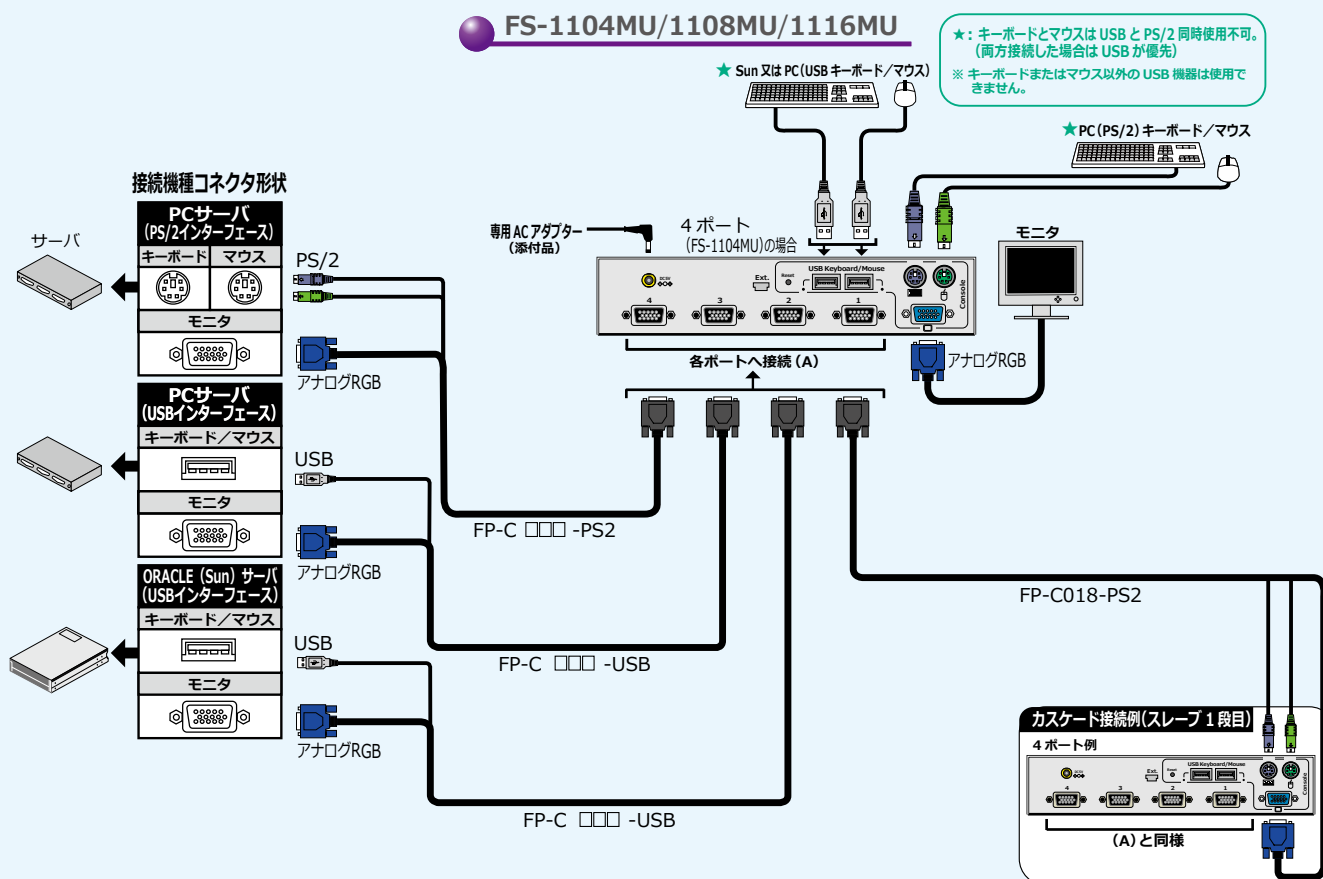 FS-1104MU/1108MU/1116MU
★：キーボードとマウスは USB と PS/2 同時使用不可。
（両方接続した場合は USB が優先）
※ キーボードまたはマウス以外の USB 機器は使用で
きません。
★ Sun 又は PC（USB キーボード／マウス）
★PC（PS/2）キーボード／マウス
接続機種コネクタ形状
サーバ
PCサーバ
（PS/2インターフェース）
キーボード
マウス
モニタ
PS/2
アナログRGB
PCサーバ
（USBインターフェース）
キーボード／マウス
モニタ
USB
アナログRGB
ORACLE（Sun）サーバ
（USBインターフェース）
キーボード／マウス
モニタ
USB
アナログRGB
専用 AC アダプター
（添付品）
4 ポート
（FS-1104MU）の場合
モニタ
DC5V
Ext.
Reset
USB Keyboard/Mouse
Console
4
3
2
1
各ポートへ接続（A）
アナログRGB
FP-C □□□ -PS2
FP-C □□□ -USB
FP-C □□□ -USB
FP-C018-PS2
カスケード接続例（スレーブ 1 段目）
4 ポート例
Ext.
Reset
USB Keyboard/Mouse
Console
4
3
2
1
（A）と同様